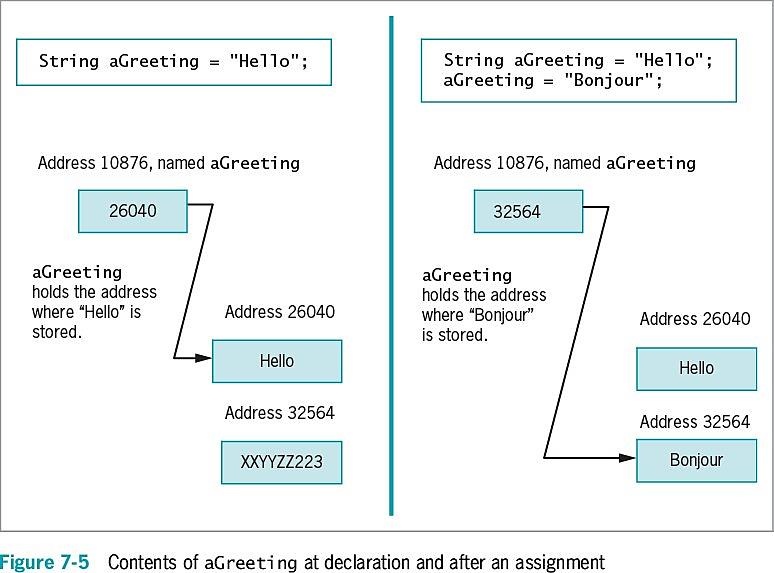 String aGreeting = "Hello";
Address 10876, named aGreeting
26040
aGreeting
holds the address
where “Hello” is
stored.
Address 26040
Hello
Address 32564
XXYYZZ223
String aGreeting = "Hello";
aGreeting = "Bonjour";
Address 10876, named aGreeting
32564
aGreeting
holds the address
where “Bonjour”
is stored.
Address 26040
Hello
Address 32564
Bonjour
Figure 7-5 Contents of aGreeting at declaration and after an assignment